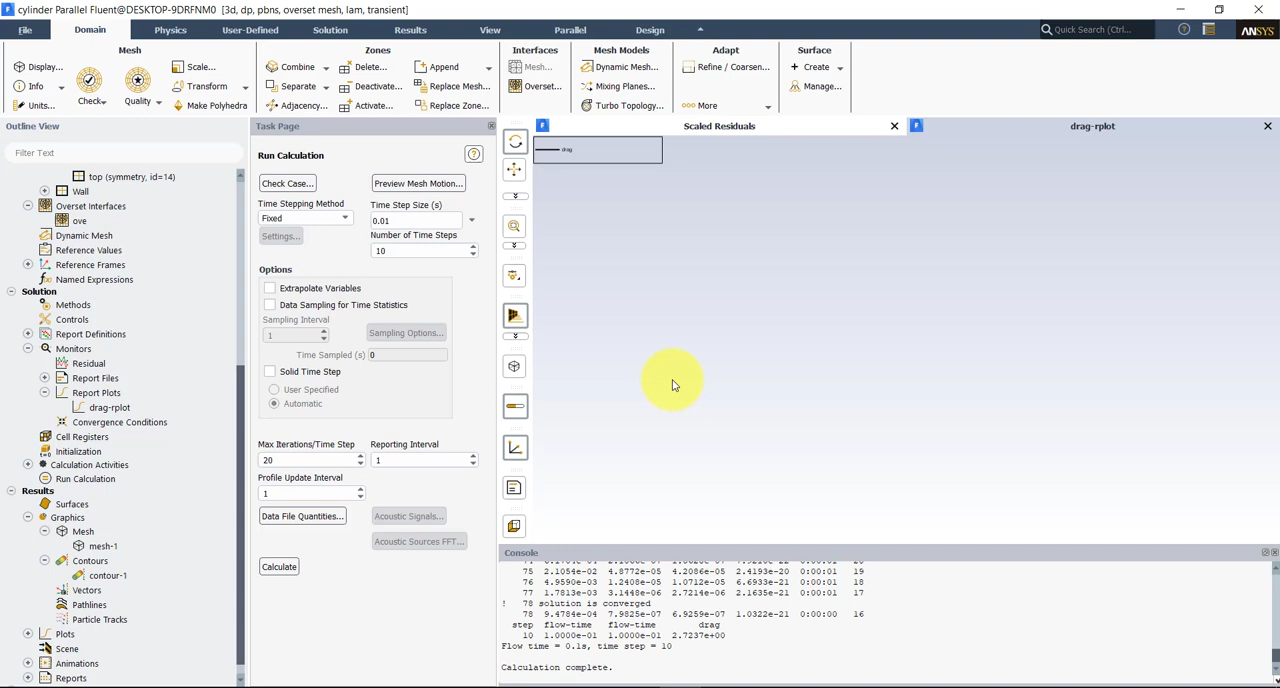 cylinder Parallel Fluent@DESKTOP-9DRFNM0 [3d, dp, pbns, overset mesh, lam, transient]
File Domain Physics User-Defined Solution Results View Parallel Design Quick Search (Ctrl... ANSYS
Mesh Zones Interfaces Mesh Models Adapt Surface
Display... Scale... Combine Delete... Append Mesh... Dynamic Mesh... Refine / Coarsen... Create
Info Check Quality Transform Separate Deactivate... Replace Mesh... Overset... Mixing Planes... Manage...
Units... Make Polyhedra Adjacency... Activate... Replace Zone... Turbo Topology... More
Outline View
Filter Text
top (symmetry, id=14)
Wall
Overset Interfaces
ove
Dynamic Mesh
Reference Values
Reference Frames
Named Expressions
Solution
Methods
Controls
Report Definitions
Monitors
Residual
Report Files
Report Plots
drag-rplot
Convergence Conditions
Cell Registers
Initialization
Calculation Activities
Run Calculation
Results
Surfaces
Graphics
Mesh
mesh-1
Contours
contour-1
Vectors
Pathlines
Particle Tracks
Plots
Scene
Animations
Reports
Task Page
Run Calculation
Check Case... Preview Mesh Motion...
Time Stepping Method Time Step Size (s)
Fixed 0.01
Settings... Number of Time Steps
10
Options
Extrapolate Variables
Data Sampling for Time Statistics
Sampling Interval
1 Sampling Options...
Time Sampled (s) 0
Solid Time Step
User Specified
Automatic
Max Iterations/Time Step Reporting Interval
20 1
Profile Update Interval
1
Data File Quantities... Acoustic Signals...
Acoustic Sources FFT...
Calculate
Scaled Residuals drag-rplot
drag
Console
75 2.1054e-02 4.8772e-05 4.2086e-05 2.4193e-20 0:00:01 19
76 4.9590e-03 1.2408e-05 1.0712e-05 6.6933e-21 0:00:01 18
77 1.7813e-03 3.1448e-06 2.7214e-06 2.1635e-21 0:00:01 17
! 78 solution is converged
78 9.4784e-04 7.9825e-07 6.9259e-07 1.0322e-21 0:00:00 16
step flow-time flow-time drag
10 1.0000e-01 1.0000e-01 2.7237e+00
Flow time = 0.1s, time step = 10
Calculation complete.